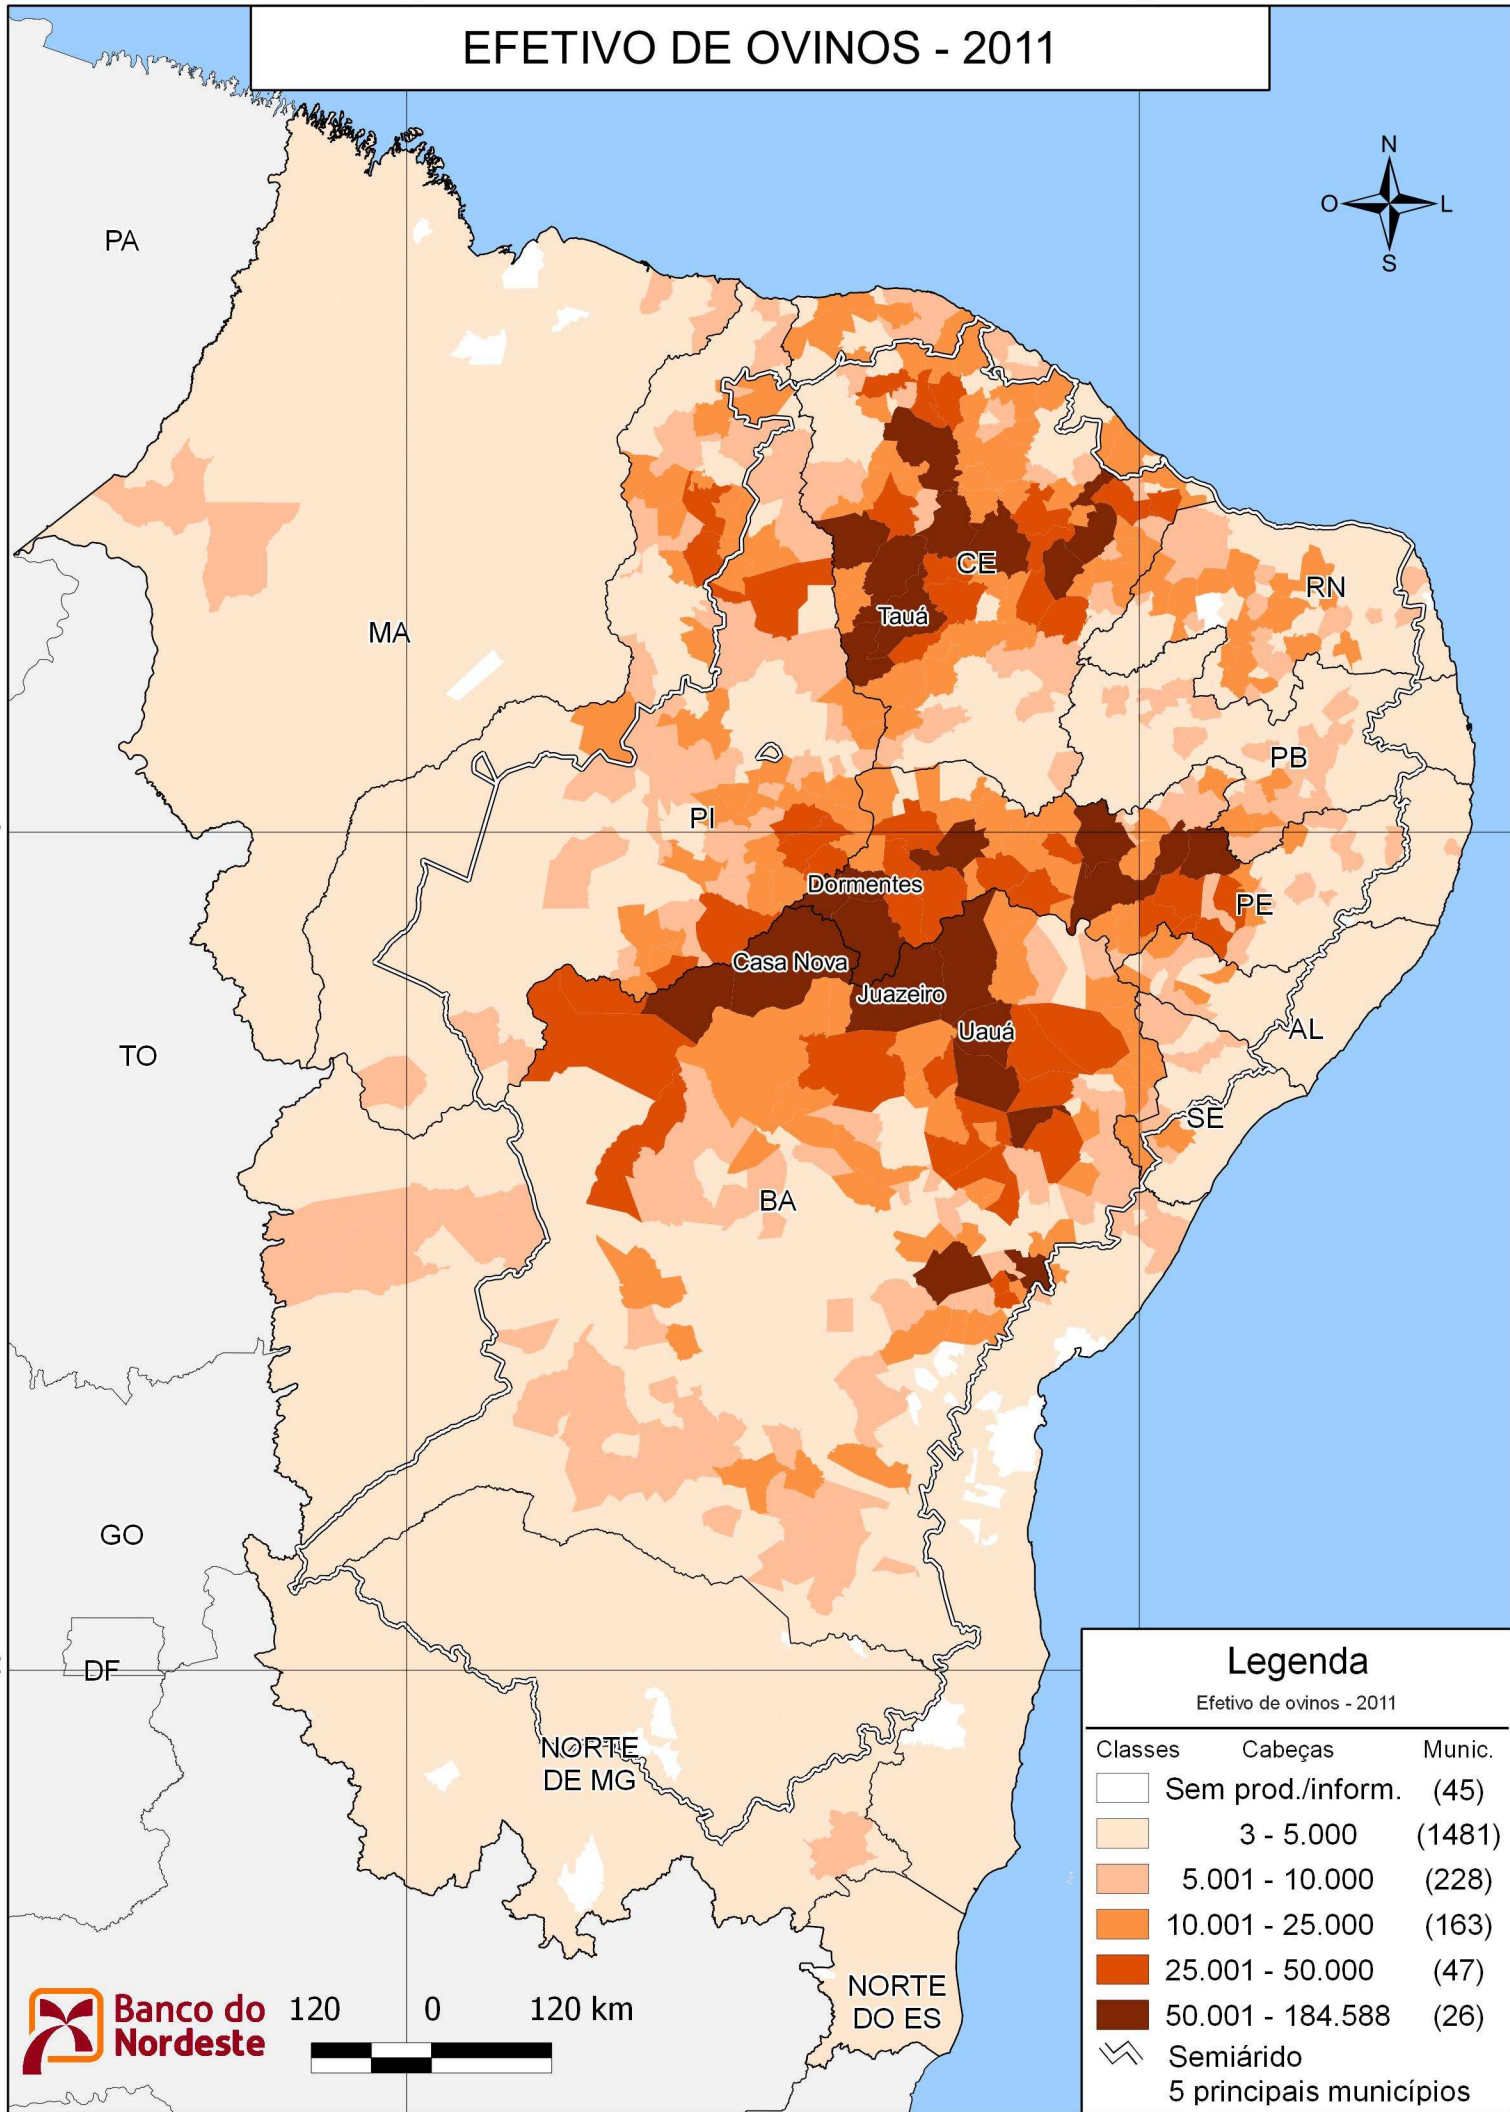 EFETIVO DE OVINOS - 2011
N
O
L
S
PA
CE
Tauá
RN
MA
PB
PI
Dormentes
PE
Casa Nova
Juazeiro
Uauá
AL
TO
SE
BA
GO
DF
NORTE
DE MG
NORTE
DO ES
Legenda
Efetivo de ovinos - 2011
Classes Cabeças Munic.
Sem prod./inform. (45)
3 - 5.000 (1481)
5.001 - 10.000 (228)
10.001 - 25.000 (163)
25.001 - 50.000 (47)
50.001 - 184.588 (26)
Semiárido
5 principais municípios
Banco do
Nordeste
120 0 120 km